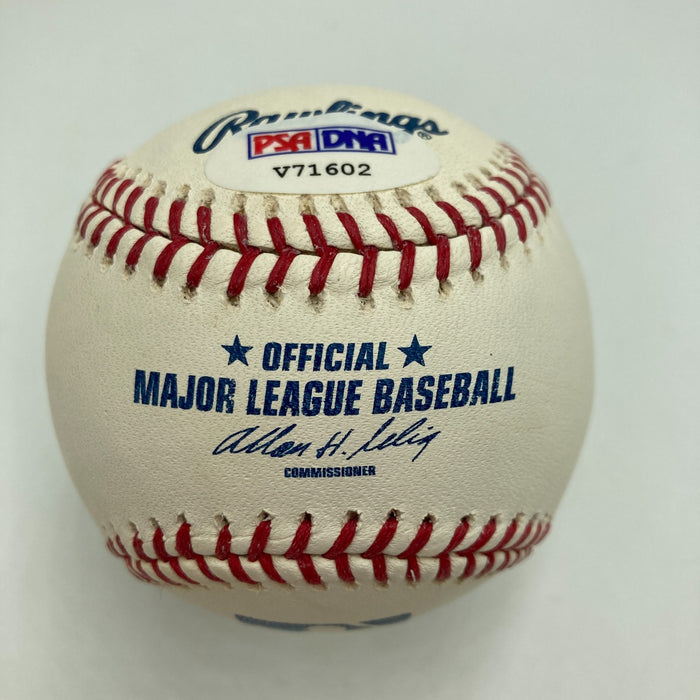 Rawlings ®
PSA DNA
V71602
★ OFFICIAL ★
MAJOR LEAGUE BASEBALL
Allan H. Selig
COMMISSIONER